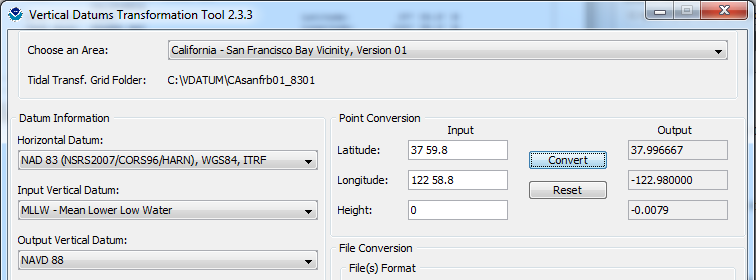 Vertical Datums Transformation Tool 2.3.3
Choose an Area: California - San Francisco Bay Vicinity, Version 01
Tidal Transf. Grid Folder: C:\VDATUM\CAsanfrb01_8301
Datum Information
Horizontal Datum:
NAD 83 (NSRS2007/CORS96/HARN), WGS84, ITRF
Input Vertical Datum:
MLLW - Mean Lower Low Water
Output Vertical Datum:
NAVD 88
Point Conversion
Input Output
Latitude: 37 59.8 Convert 37.996667
Longitude: 122 58.8 Reset -122.980000
Height: 0 -0.0079
File Conversion
File(s) Format